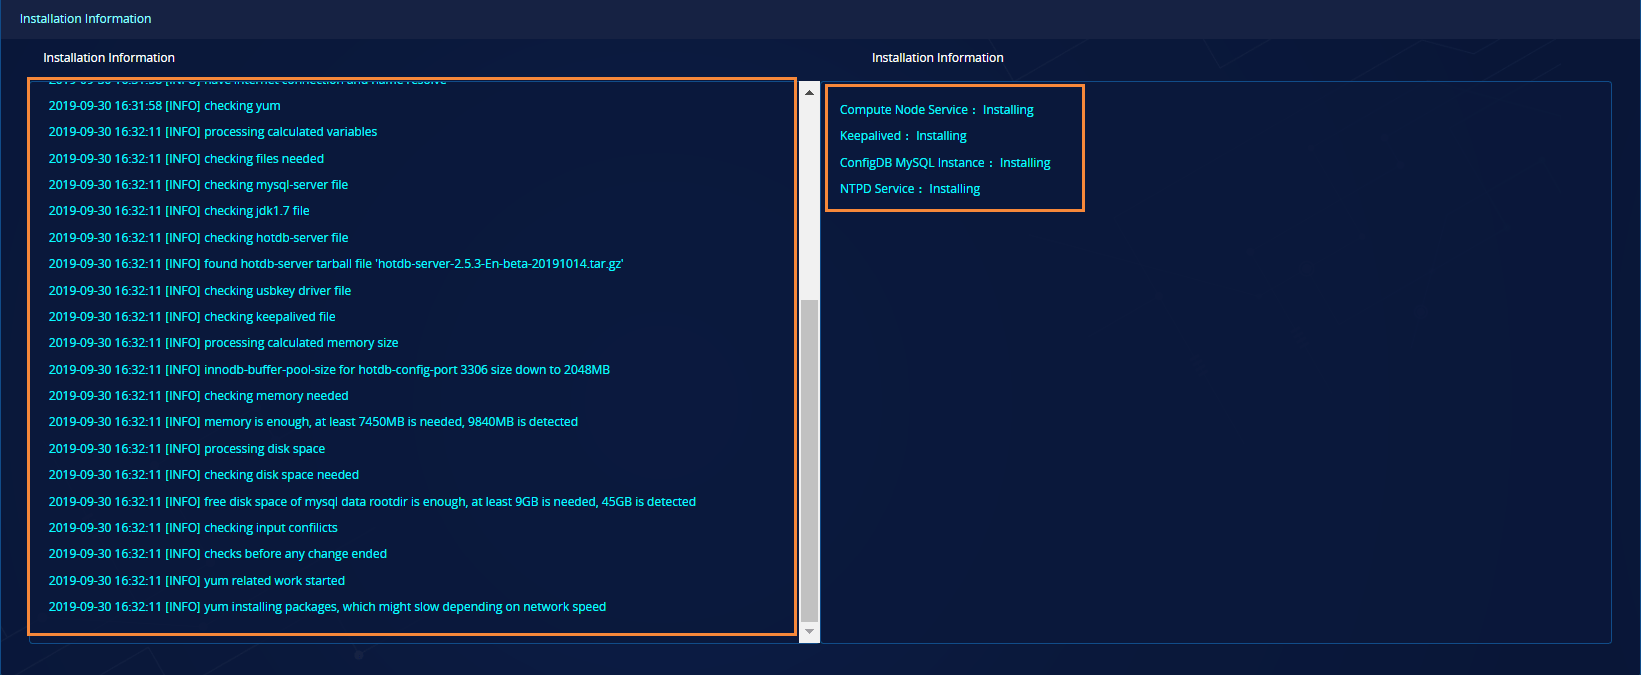 Installation Information
Installation Information
2019-09-30 16:31:58 [INFO] have internet connection and name resolve
2019-09-30 16:31:58 [INFO] checking yum
2019-09-30 16:32:11 [INFO] processing calculated variables
2019-09-30 16:32:11 [INFO] checking files needed
2019-09-30 16:32:11 [INFO] checking mysql-server file
2019-09-30 16:32:11 [INFO] checking jdk1.7 file
2019-09-30 16:32:11 [INFO] checking hotdb-server file
2019-09-30 16:32:11 [INFO] found hotdb-server tarball file 'hotdb-server-2.5.3-En-beta-20191014.tar.gz'
2019-09-30 16:32:11 [INFO] checking usbkey driver file
2019-09-30 16:32:11 [INFO] checking keepalived file
2019-09-30 16:32:11 [INFO] processing calculated memory size
2019-09-30 16:32:11 [INFO] innodb-buffer-pool-size for hotdb-config-port 3306 size down to 2048MB
2019-09-30 16:32:11 [INFO] checking memory needed
2019-09-30 16:32:11 [INFO] memory is enough, at least 7450MB is needed, 9840MB is detected
2019-09-30 16:32:11 [INFO] processing disk space
2019-09-30 16:32:11 [INFO] checking disk space needed
2019-09-30 16:32:11 [INFO] free disk space of mysql data rootdir is enough, at least 9GB is needed, 45GB is detected
2019-09-30 16:32:11 [INFO] checking input confilicts
2019-09-30 16:32:11 [INFO] checks before any change ended
2019-09-30 16:32:11 [INFO] yum related work started
2019-09-30 16:32:11 [INFO] yum installing packages, which might slow depending on network speed
Installation Information
Compute Node Service： Installing
Keepalived： Installing
ConfigDB MySQL Instance： Installing
NTPD Service： Installing